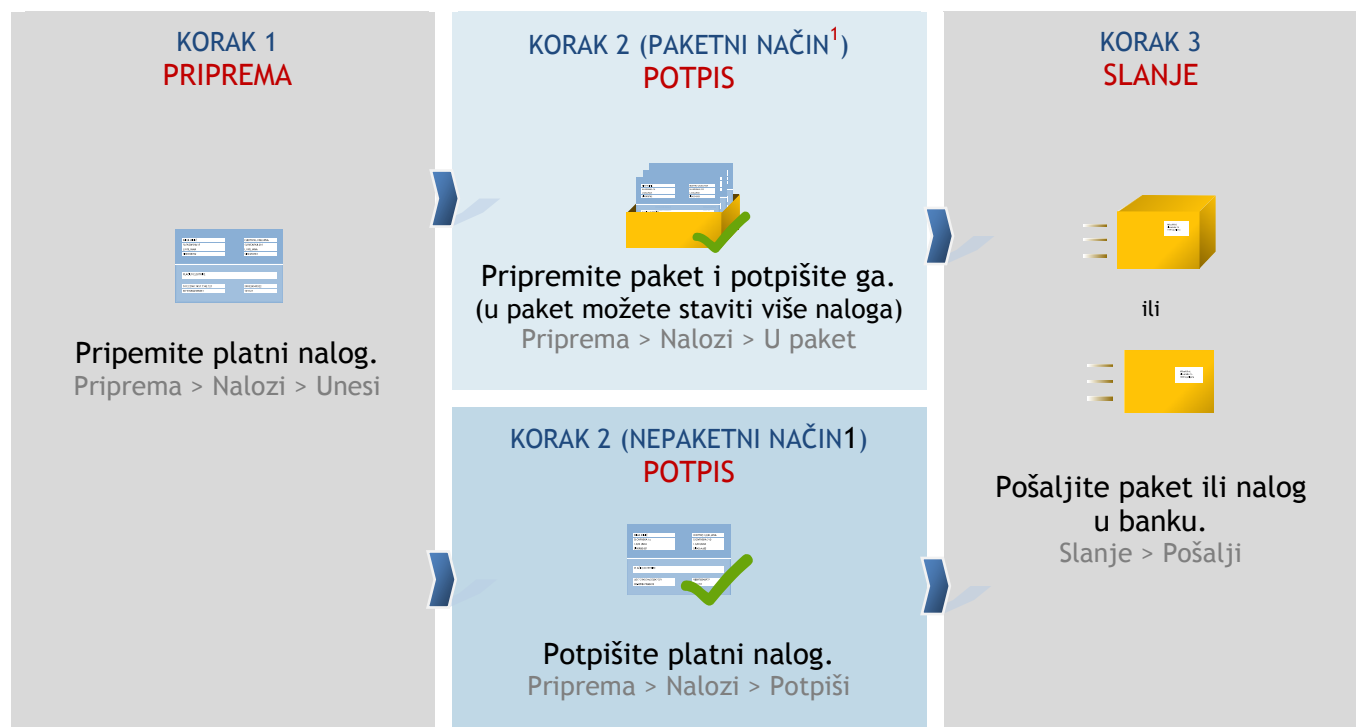 KORAK 1
PRIPREMA
Pripemite platni nalog.
Priprema > Nalozi > Unesi
KORAK 2 (PAKETNI NAČIN¹)
POTPIS
Pripremite paket i potpišite ga.
(u paket možete staviti više naloga)
Priprema > Nalozi > U paket
KORAK 2 (NEPAKETNI NAČIN1)
POTPIS
Potpišite platni nalog.
Priprema > Nalozi > Potpiši
KORAK 3
SLANJE
ili
Pošaljite paket ili nalog
u banku.
Slanje > Pošalji